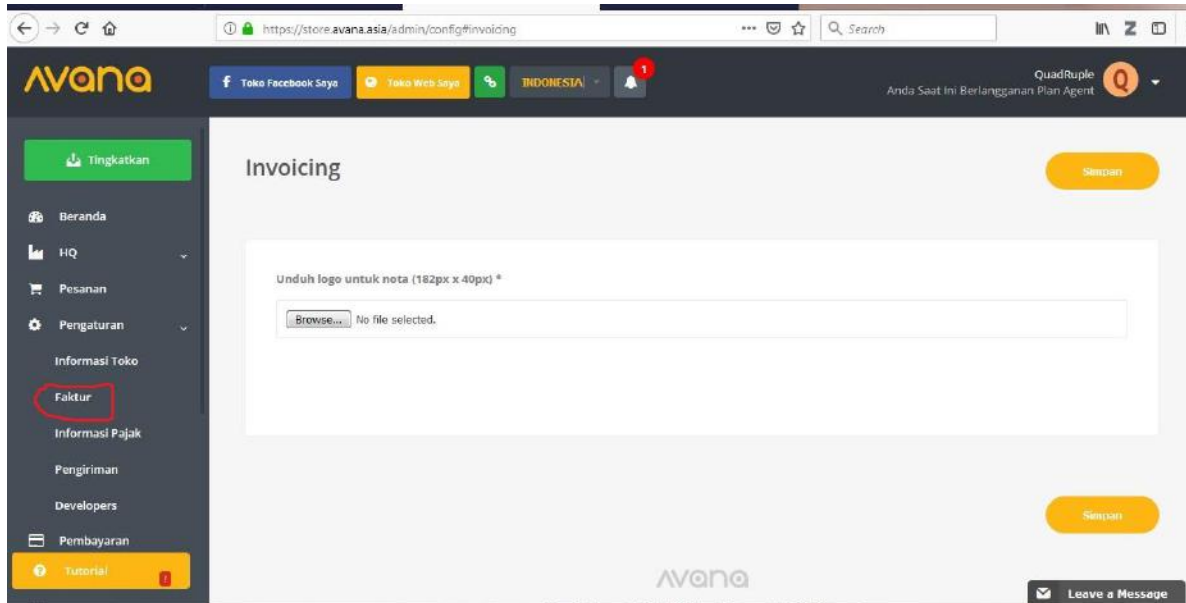 https://store.avana.asia/admin/config#invoicing
Search
Avana
Toko Facebook Saya
Toko Web Saya
INDONESIA
1
QuadRuple
Anda Saat Ini Berlangganan Plan Agent
Q
Tingkatkan
Beranda
HQ
Pesanan
Pengaturan
Informasi Toko
Faktur
Informasi Pajak
Pengiriman
Developers
Pembayaran
Tutorial
!
Invoicing
Simpan
Unduh logo untuk nota (182px x 40px) *
Browse... No file selected.
Simpan
Avana
Leave a Message